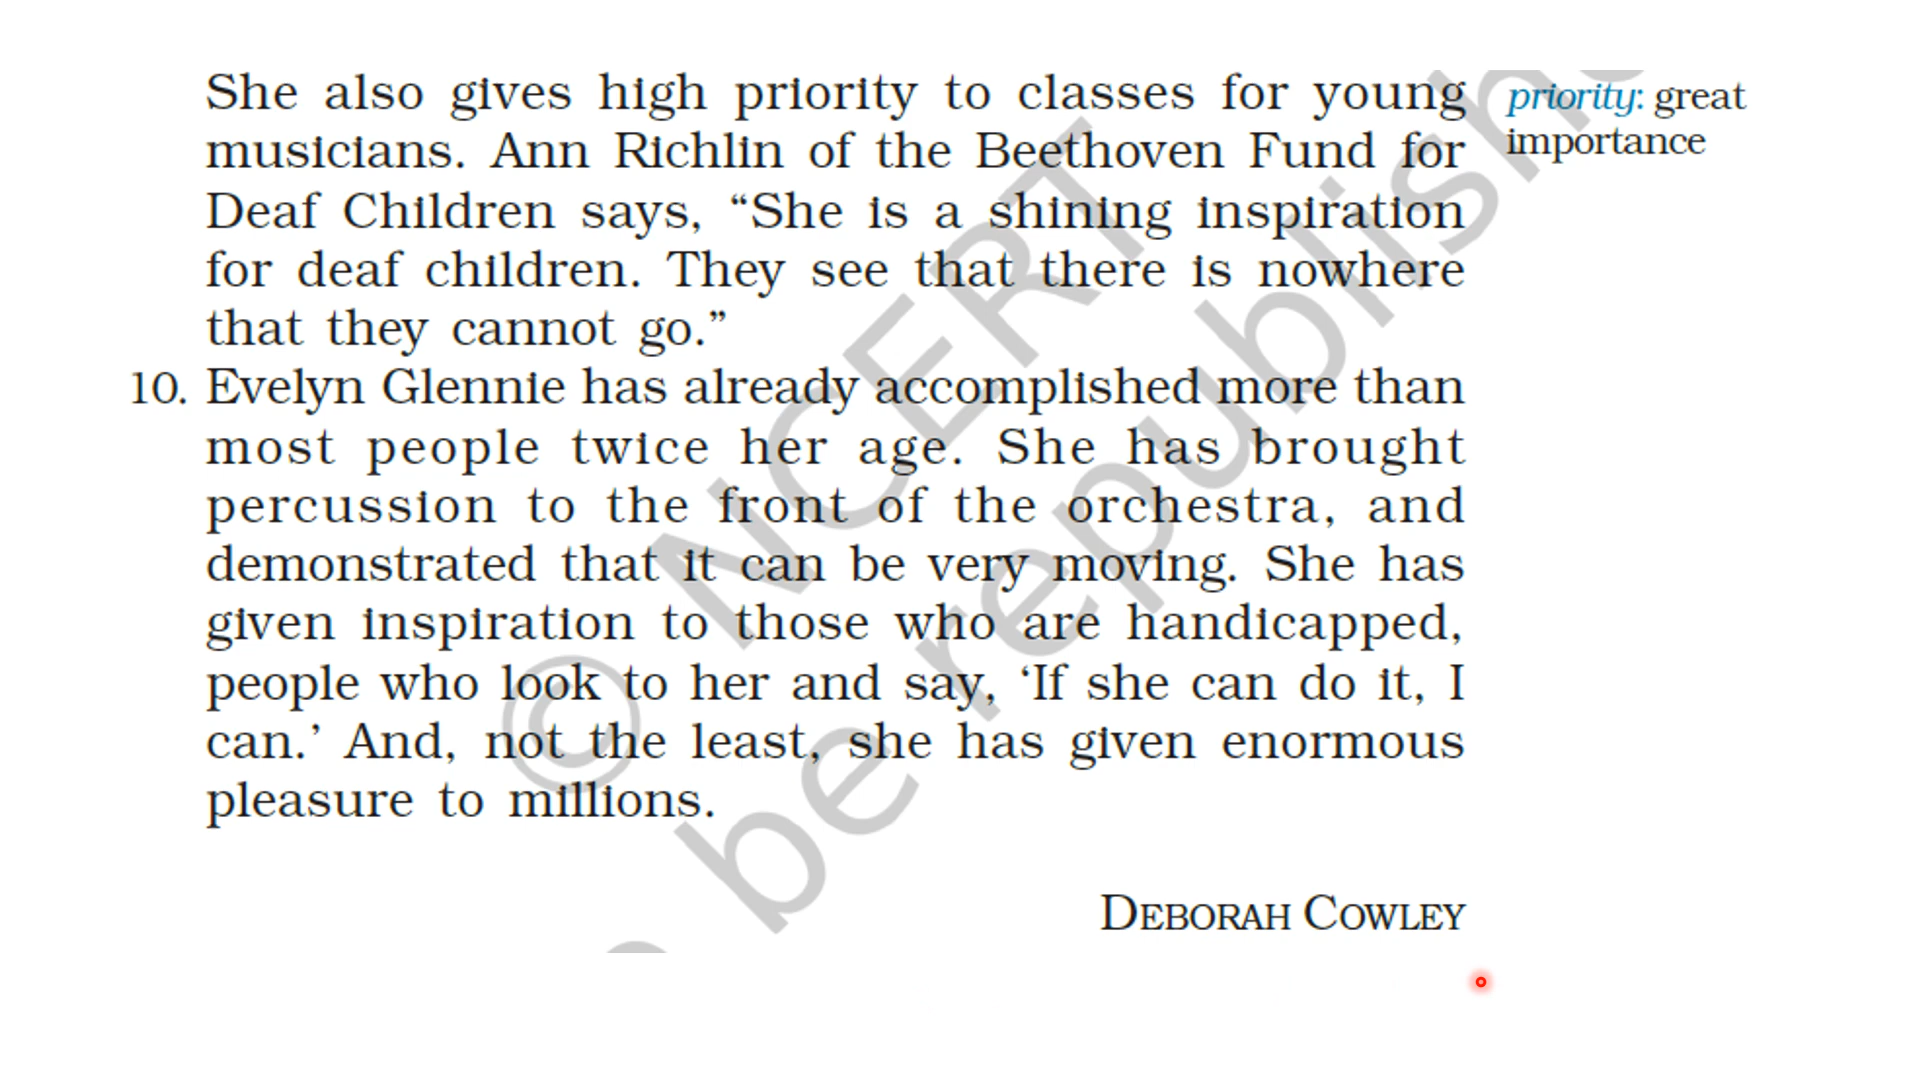 She also gives high priority to classes for young
musicians. Ann Richlin of the Beethoven Fund for
Deaf Children says, “She is a shining inspiration
for deaf children. They see that there is nowhere
that they cannot go.”
priority: great
importance
10. Evelyn Glennie has already accomplished more than
most people twice her age. She has brought
percussion to the front of the orchestra, and
demonstrated that it can be very moving. She has
given inspiration to those who are handicapped,
people who look to her and say, ‘If she can do it, I
can.’ And, not the least, she has given enormous
pleasure to millions.
DEBORAH COWLEY
© NCERT
be republishe